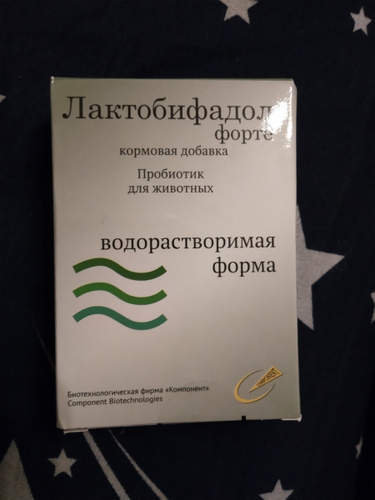 Лактобифадол
форте
кормовая добавка
Пробиотик
для животных
водорастворимая
форма
Биотехнологическая фирма «Компонент»
Component Biotechnologies